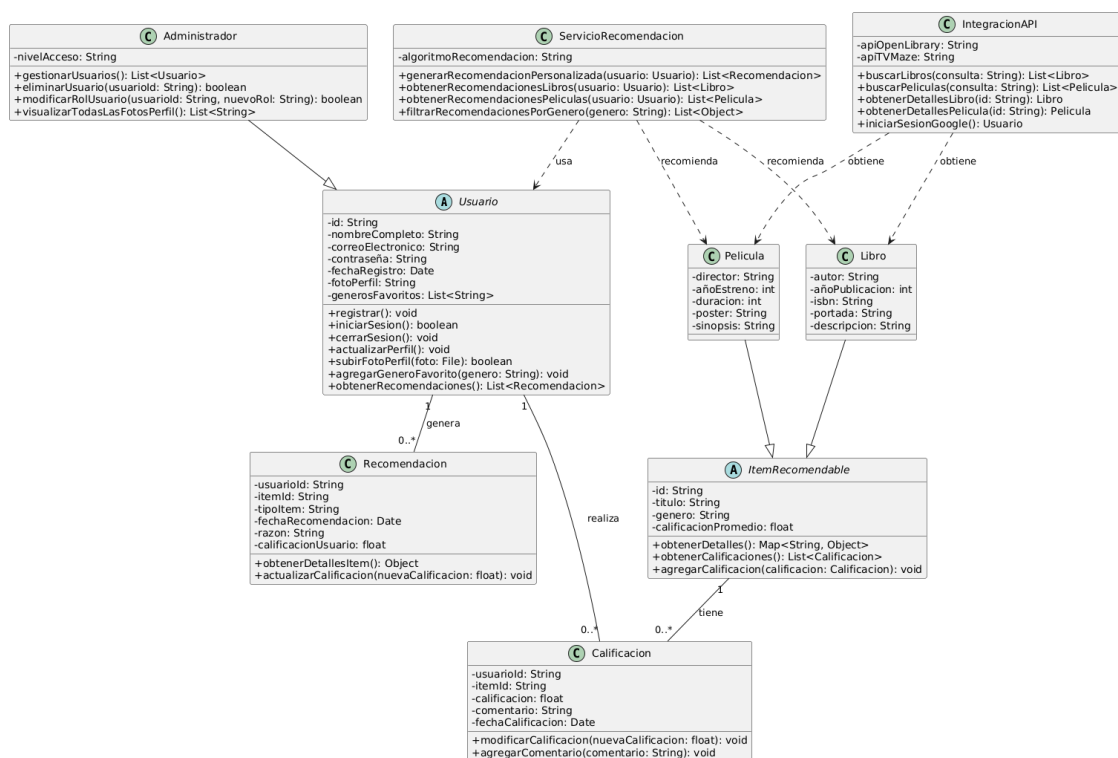 C Administrador
-nivelAcceso: String
+gestionarUsuarios(): List<Usuario>
+eliminarUsuario(usuarioId: String): boolean
+modificarRolUsuario(usuarioId: String, nuevoRol: String): boolean
+visualizarTodasLasFotosPerfil(): List<String>
C ServicioRecomendacion
-algoritmoRecomendacion: String
+generarRecomendacionPersonalizada(usuario: Usuario): List<Recomendacion>
+obtenerRecomendacionesLibros(usuario: Usuario): List<Libro>
+obtenerRecomendacionesPeliculas(usuario: Usuario): List<Pelicula>
+filtrarRecomendacionesPorGenero(genero: String): List<Object>
C IntegracionAPI
-apiOpenLibrary: String
-apiTVMaze: String
+buscarLibros(consulta: String): List<Libro>
+buscarPeliculas(consulta: String): List<Pelicula>
+obtenerDetallesLibro(id: String): Libro
+obtenerDetallesPelicula(id: String): Pelicula
+iniciarSesionGoogle(): Usuario
usa
recomienda
recomienda
obtiene
obtiene
A Usuario
-id: String
-nombreCompleto: String
-correoElectronico: String
-contraseña: String
-fechaRegistro: Date
-fotoPerfil: String
-generosFavoritos: List<String>
+registrar(): void
+iniciarSesion(): boolean
+cerrarSesion(): void
+actualizarPerfil(): void
+subirFotoPerfil(foto: File): boolean
+agregarGeneroFavorito(genero: String): void
+obtenerRecomendaciones(): List<Recomendacion>
C Pelicula
-director: String
-añoEstreno: int
-duracion: int
-poster: String
-sinopsis: String
C Libro
-autor: String
-añoPublicacion: int
-isbn: String
-portada: String
-descripcion: String
1
genera
0..*
1
realiza
0..*
C Recomendacion
-usuarioId: String
-itemId: String
-tipoItem: String
-fechaRecomendacion: Date
-razon: String
-calificacionUsuario: float
+obtenerDetallesItem(): Object
+actualizarCalificacion(nuevaCalificacion: float): void
A ItemRecomendable
-id: String
-titulo: String
-genero: String
-calificacionPromedio: float
+obtenerDetalles(): Map<String, Object>
+obtenerCalificaciones(): List<Calificacion>
+agregarCalificacion(calificacion: Calificacion): void
1
tiene
0..*
C Calificacion
-usuarioId: String
-itemId: String
-calificacion: float
-comentario: String
-fechaCalificacion: Date
+modificarCalificacion(nuevaCalificacion: float): void
+agregarComentario(comentario: String): void